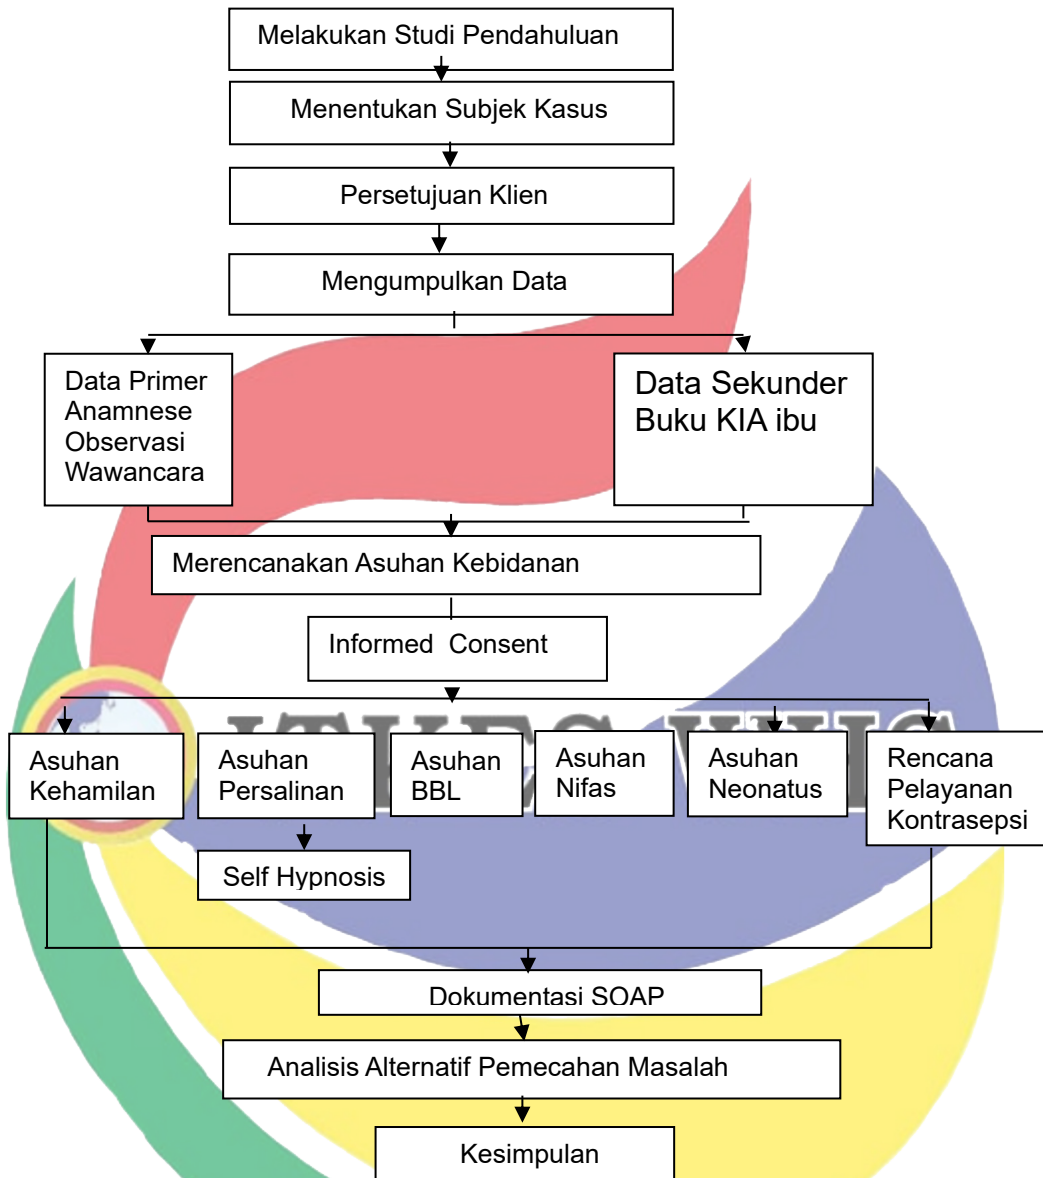 Melakukan Studi Pendahuluan
Menentukan Subjek Kasus
Persetujuan Klien
Mengumpulkan Data
Data Primer
Anamnese
Observasi
Wawancara
Data Sekunder
Buku KIA ibu
Merencanakan Asuhan Kebidanan
Informed Consent
Asuhan
Kehamilan
Asuhan
Persalinan
Asuhan
BBL
Asuhan
Nifas
Asuhan
Neonatus
Rencana
Pelayanan
Kontrasepsi
Self Hypnosis
Dokumentasi SOAP
Analisis Alternatif Pemecahan Masalah
Kesimpulan